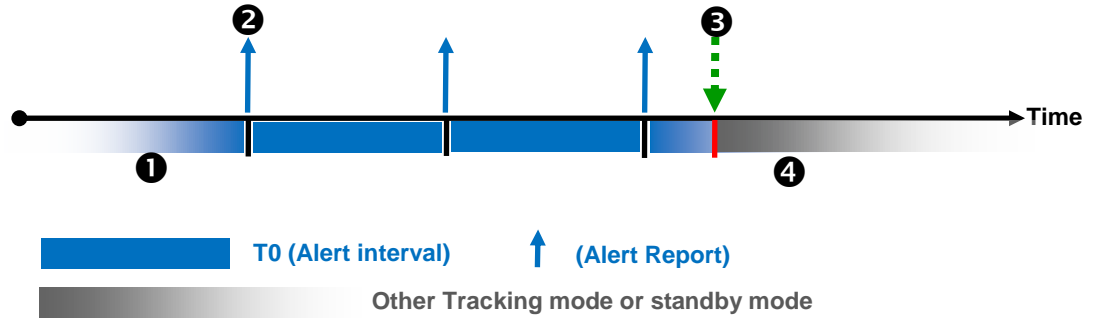 ❷ ❸
Time
❶ ❹
T0 (Alert interval) (Alert Report)
Other Tracking mode or standby mode